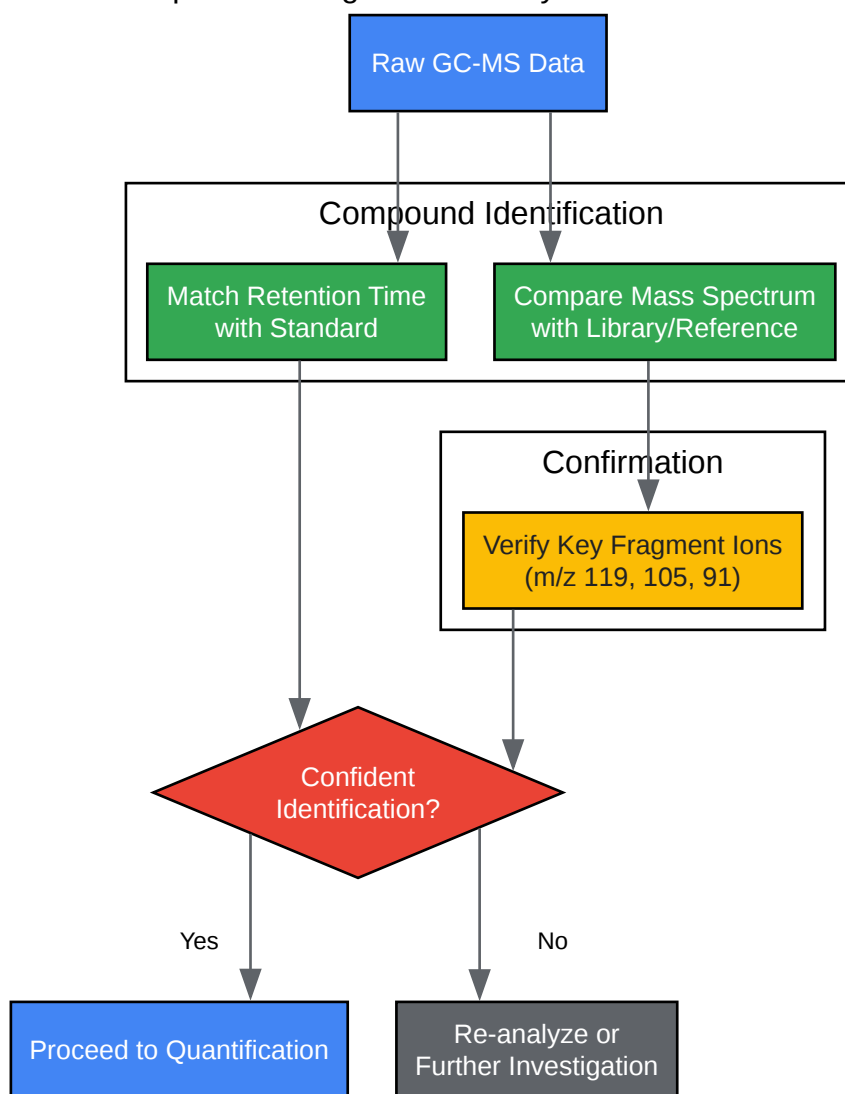 Raw GC-MS Data
Compound Identification
Match Retention Time
with Standard
Compare Mass Spectrum
with Library/Reference
Confirmation
Verify Key Fragment Ions
(m/z 119, 105, 91)
Confident
Identification?
Yes
No
Proceed to Quantification
Re-analyze or
Further Investigation